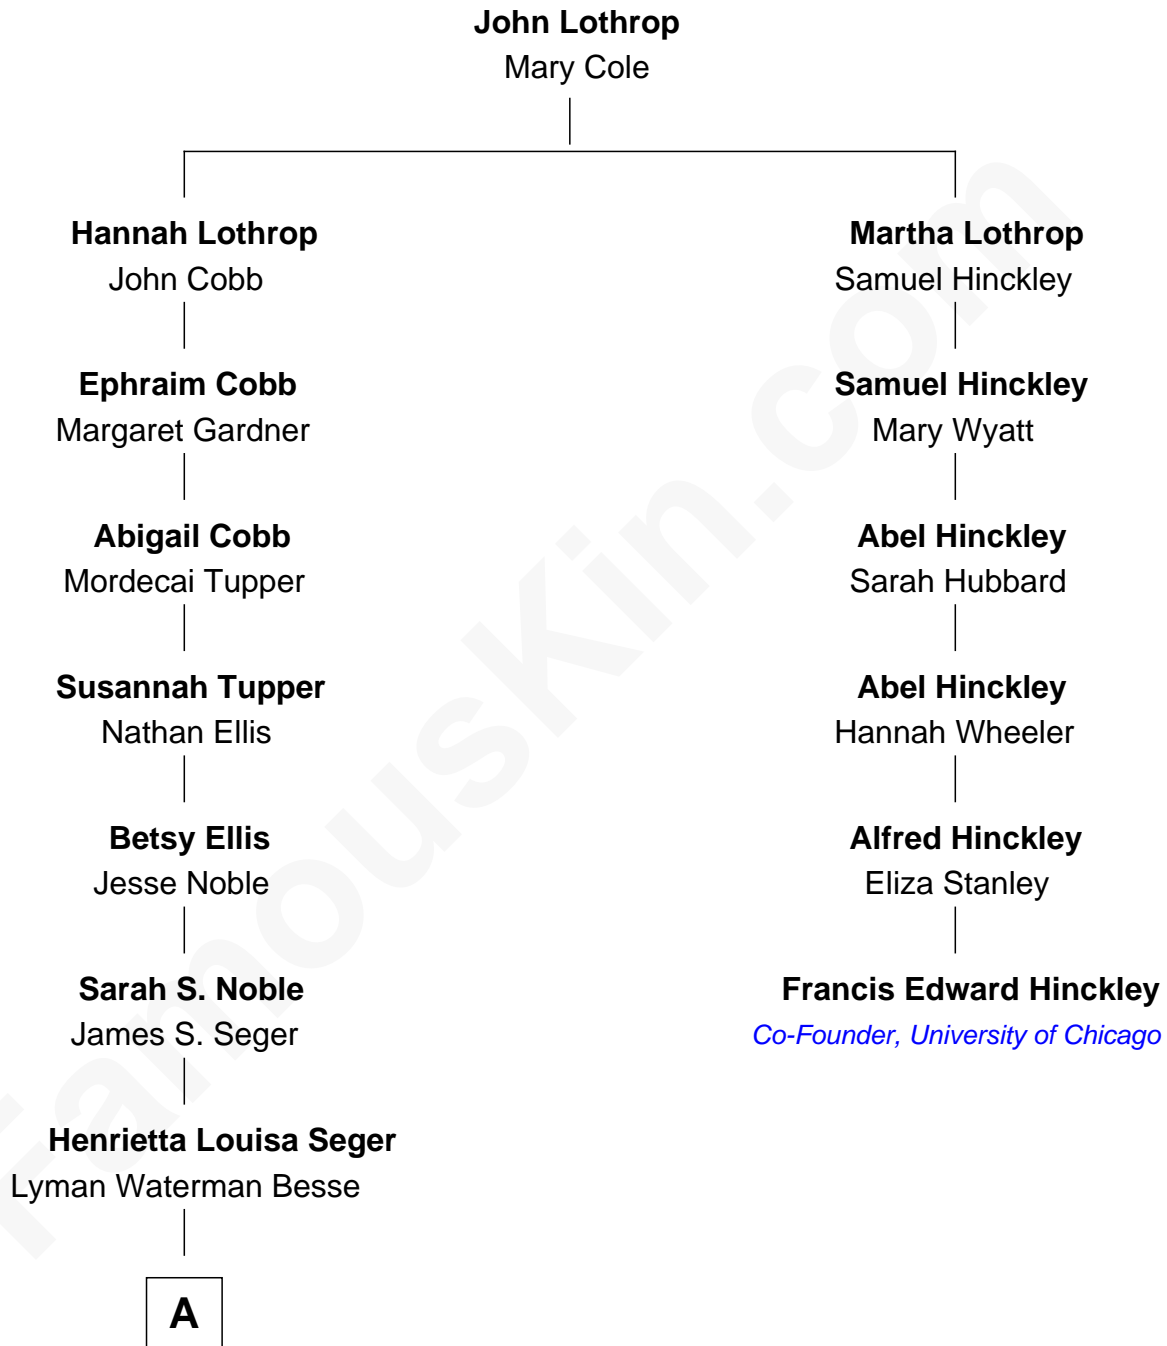 John Lothrop
Mary Cole
Hannah Lothrop
John Cobb
Martha Lothrop
Samuel Hinckley
Ephraim Cobb
Margaret Gardner
Samuel Hinckley
Mary Wyatt
Abigail Cobb
Mordecai Tupper
Abel Hinckley
Sarah Hubbard
Susannah Tupper
Nathan Ellis
Abel Hinckley
Hannah Wheeler
Betsy Ellis
Jesse Noble
Alfred Hinckley
Eliza Stanley
Sarah S. Noble
James S. Seger
Francis Edward Hinckley
Co-Founder, University of Chicago
Henrietta Louisa Seger
Lyman Waterman Besse
A
FamousKin.com